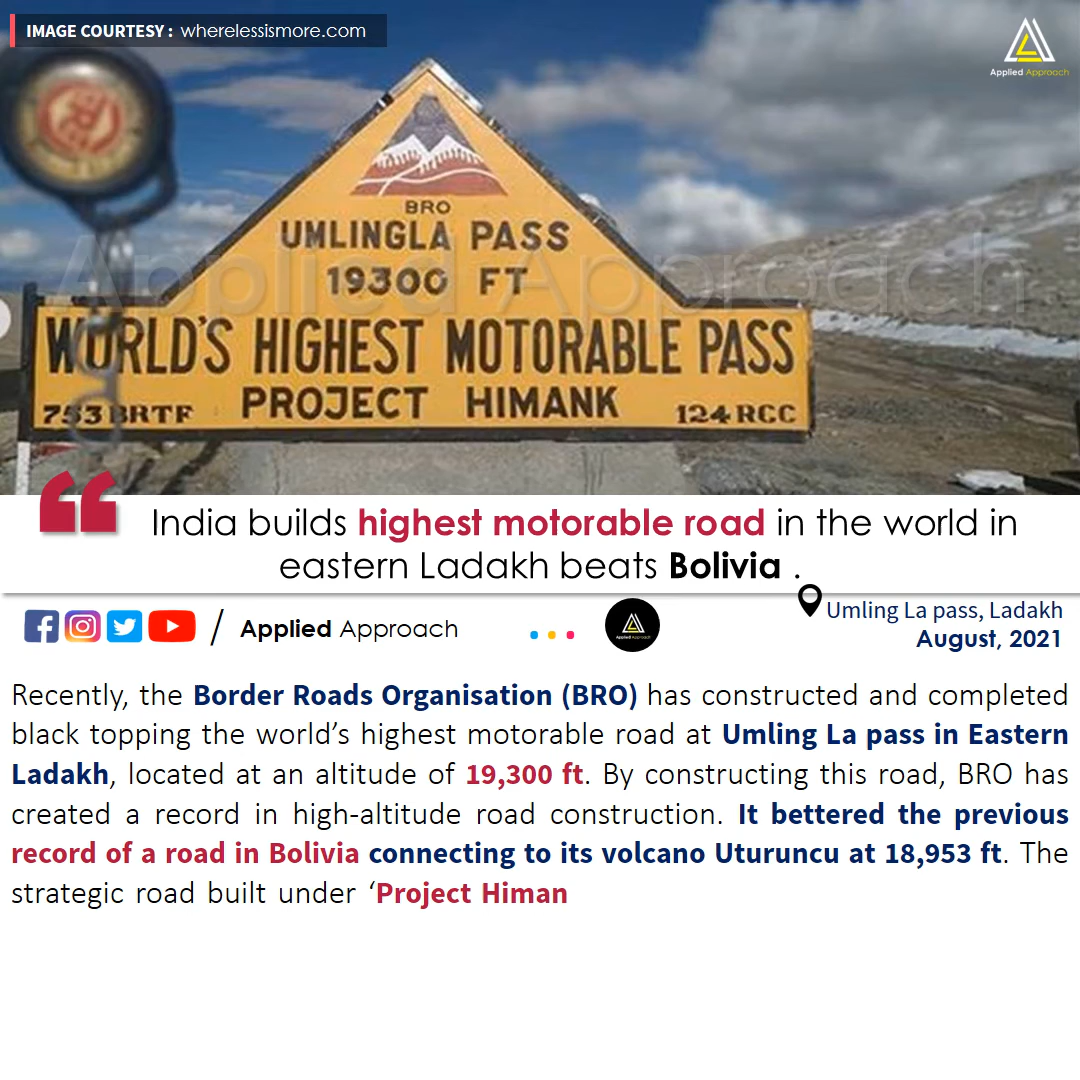 IMAGE COURTESY : wherelessismore.com
Applied Approach
BRO
UMLINGLA PASS
19300 FT
WORLD'S HIGHEST MOTORABLE PASS
PROJECT HIMANK
753 BRTF
124 RCC
Applied Approach
“
India builds highest motorable road in the world in
eastern Ladakh beats Bolivia .
/ Applied Approach
Applied Approach
Umling La pass, Ladakh
August, 2021
Recently, the Border Roads Organisation (BRO) has constructed and completed
black topping the world’s highest motorable road at Umling La pass in Eastern
Ladakh, located at an altitude of 19,300 ft. By constructing this road, BRO has
created a record in high-altitude road construction. It bettered the previous
record of a road in Bolivia connecting to its volcano Uturuncu at 18,953 ft. The
strategic road built under ‘Project Himan